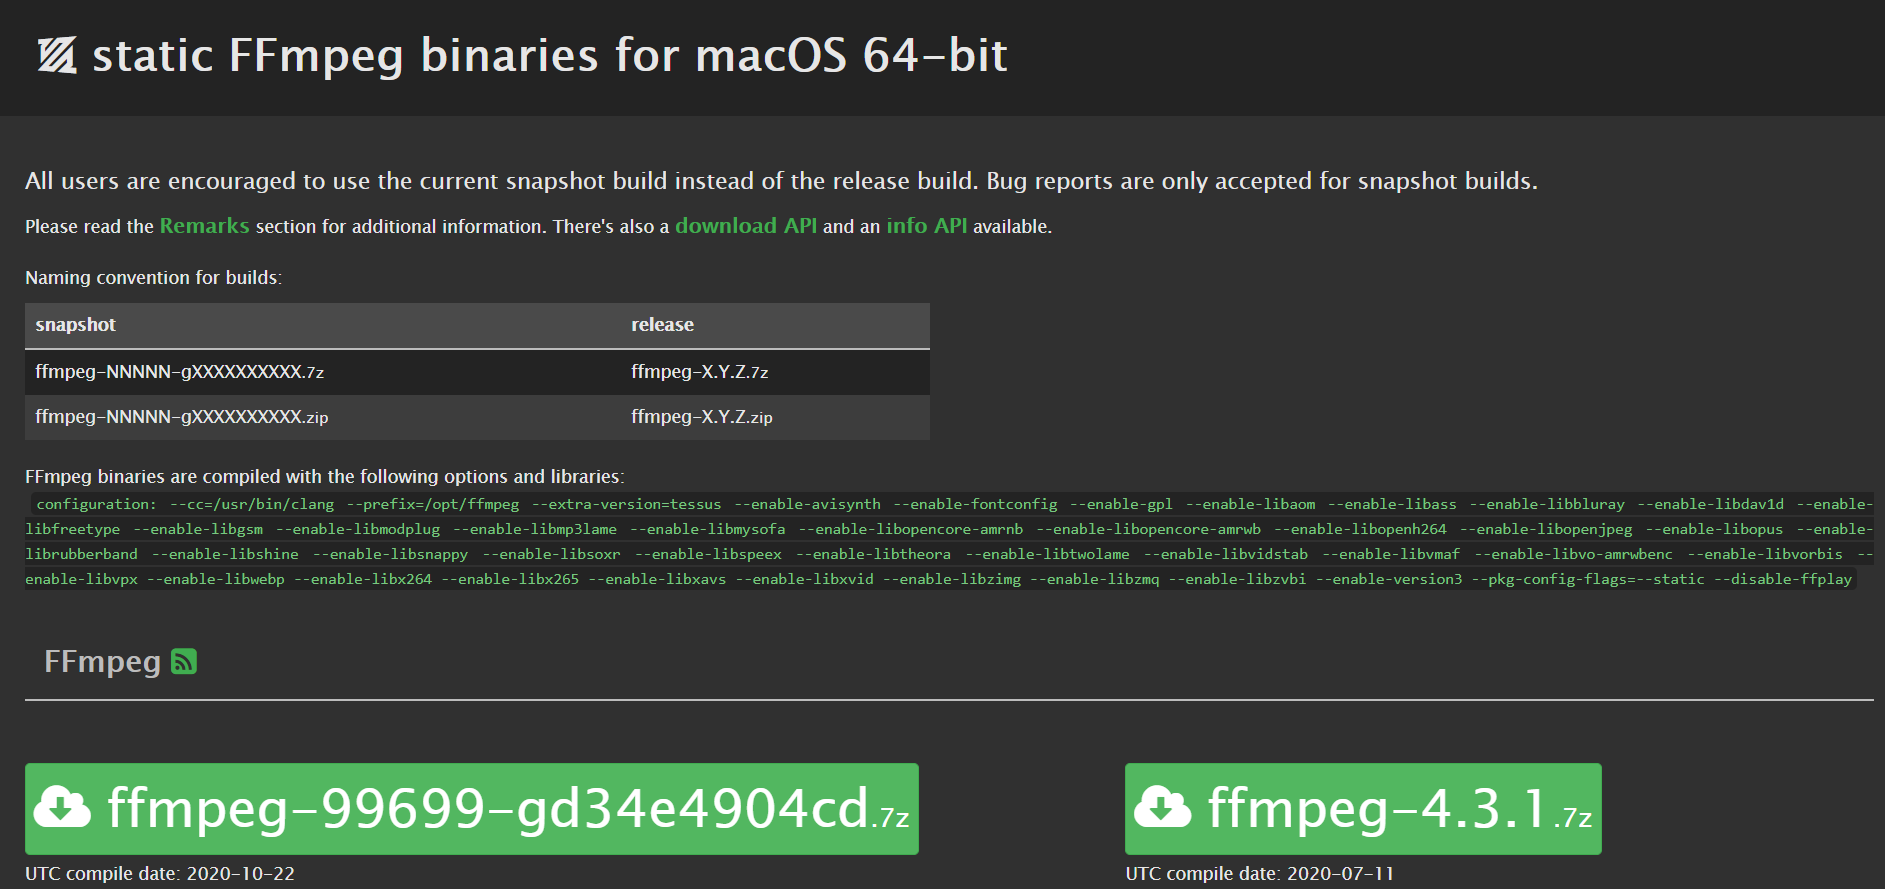 static FFmpeg binaries for macOS 64-bit
All users are encouraged to use the current snapshot build instead of the release build. Bug reports are only accepted for snapshot builds.
Please read the Remarks section for additional information. There's also a download API and an info API available.
Naming convention for builds:
snapshot release
ffmpeg-NNNNN-gXXXXXXXXXX.7z ffmpeg-X.Y.Z.7z
ffmpeg-NNNNN-gXXXXXXXXXX.zip ffmpeg-X.Y.Z.zip
FFmpeg binaries are compiled with the following options and libraries:
configuration: --cc=/usr/bin/clang --prefix=/opt/ffmpeg --extra-version=tessus --enable-avisynth --enable-fontconfig --enable-gpl --enable-libaom --enable-libass --enable-libbluray --enable-libdav1d --enable-
libfreetype --enable-libgsm --enable-libmodplug --enable-libmp3lame --enable-libmysofa --enable-libopencore-amrnb --enable-libopencore-amrwb --enable-libopenh264 --enable-libopenjpeg --enable-libopus --enable-
librubberband --enable-libshine --enable-libsnappy --enable-libsoxr --enable-libspeex --enable-libtheora --enable-libtwolame --enable-libvidstab --enable-libvmaf --enable-libvo-amrwbenc --enable-libvorbis --
enable-libvpx --enable-libwebp --enable-libx264 --enable-libx265 --enable-libxavs --enable-libxvid --enable-libzimg --enable-libzmq --enable-libzvbi --enable-version3 --pkg-config-flags=--static --disable-ffplay
FFmpeg
ffmpeg-99699-gd34e4904cd.7z ffmpeg-4.3.1.7z
UTC compile date: 2020-10-22 UTC compile date: 2020-07-11